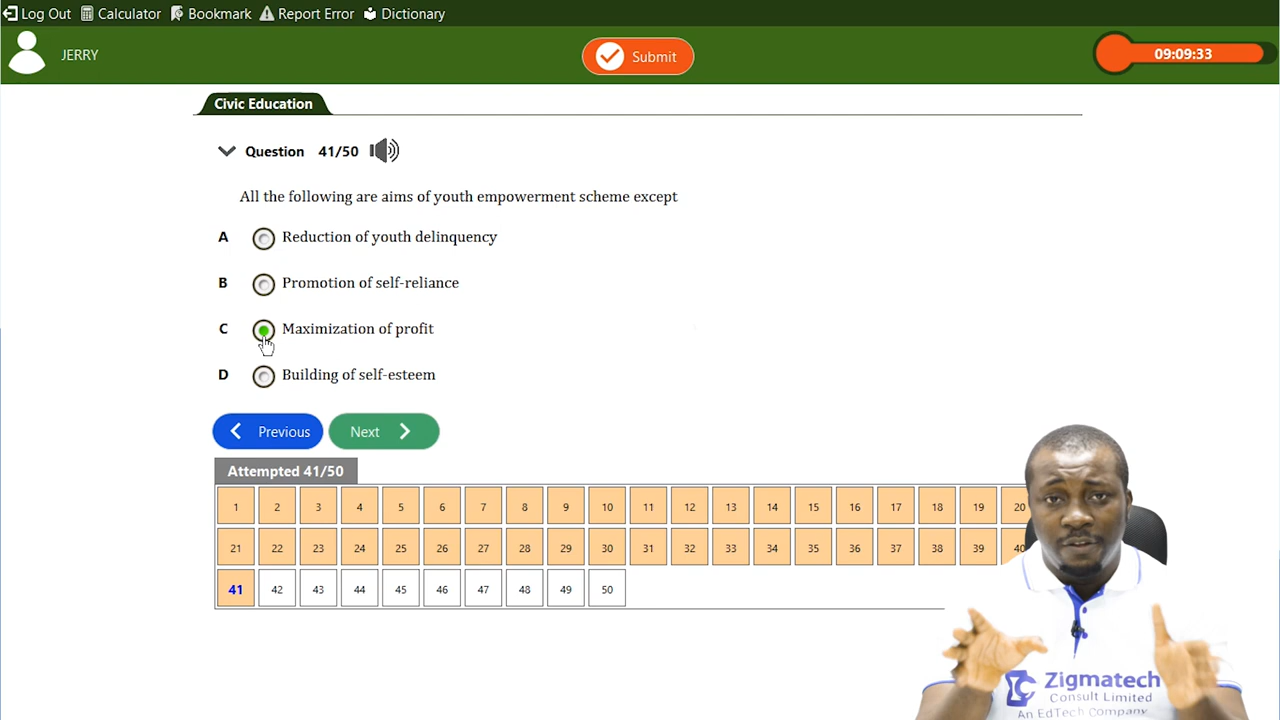 Log Out Calculator Bookmark Report Error Dictionary
JERRY
Submit
09:09:33
Civic Education
Question 41/50
All the following are aims of youth empowerment scheme except
A Reduction of youth delinquency
B Promotion of self-reliance
C Maximization of profit
D Building of self-esteem
Previous Next
Attempted 41/50
1 2 3 4 5 6 7 8 9 10 11 12 13 14 15 16 17 18 19 20
21 22 23 24 25 26 27 28 29 30 31 32 33 34 35 36 37 38 39 40
41 42 43 44 45 46 47 48 49 50
Zigmatech
Consult Limited
An EdTech Company